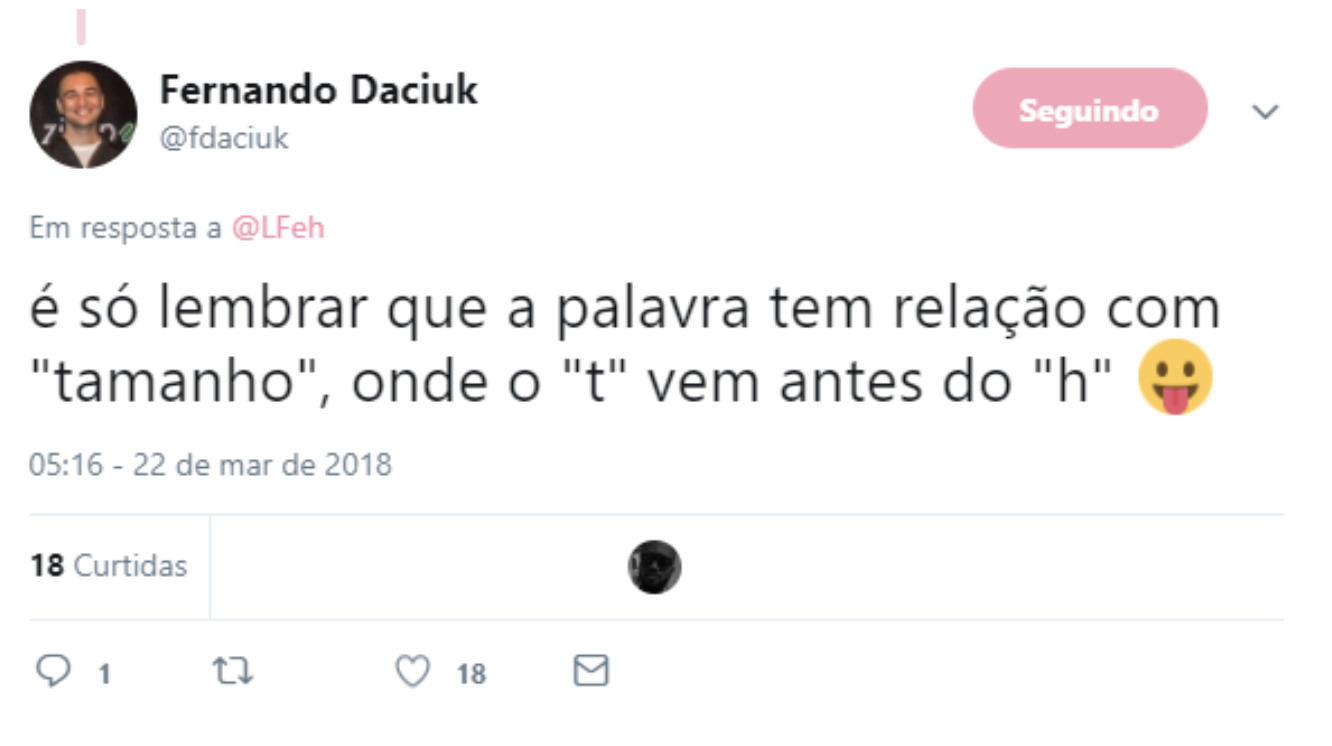 Fernando Daciuk
@fdaciuk
Seguindo
Em resposta a @LFeh
é só lembrar que a palavra tem relação com
"tamanho", onde o "t" vem antes do "h" 😛
05:16 - 22 de mar de 2018
18 Curtidas
1
18